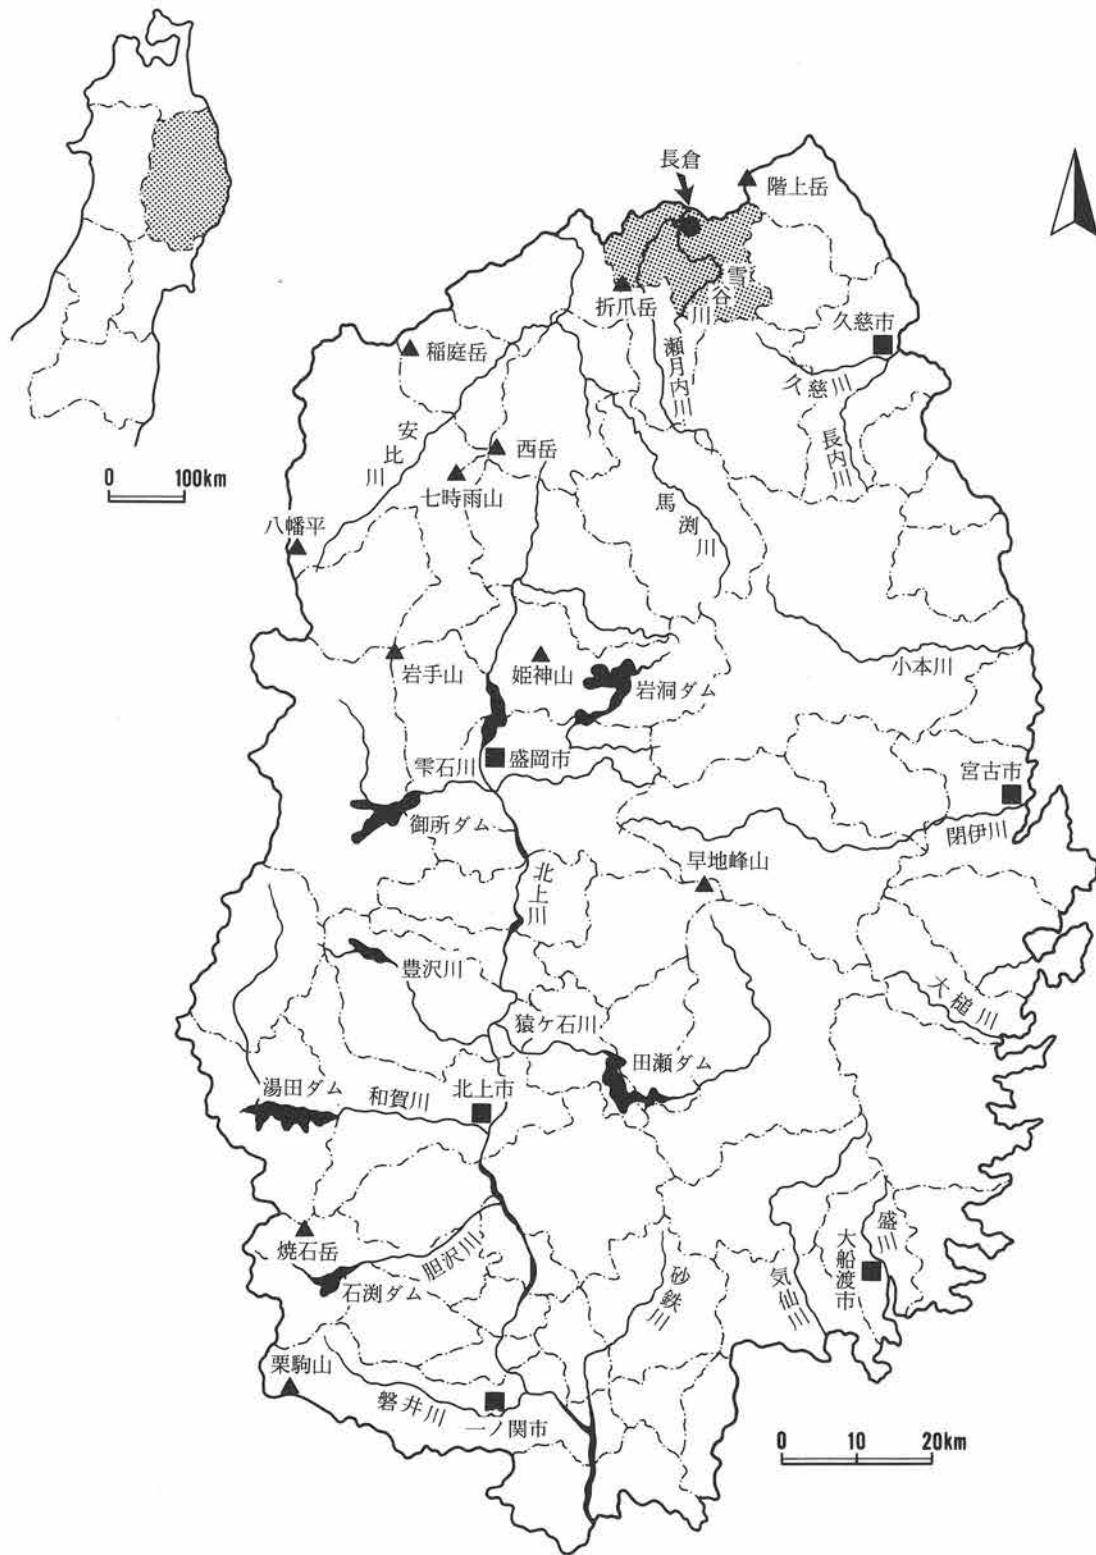 長倉
階上岳
折爪岳
雪谷川
瀬月内川
久慈市
久慈川
長内川
稲庭岳
安比川
西岳
七時雨山
馬渕川
八幡平
0 100km
岩手山
姫神山
岩洞ダム
小本川
雫石川
盛岡市
御所ダム
宮古市
閉伊川
早地峰山
北上川
豊沢川
猿ケ石川
大槌川
田瀬ダム
湯田ダム
和賀川
北上市
焼石岳
胆沢川
石渕ダム
砂鉄川
気仙川
大船渡市
盛川
栗駒山
磐井川
一ノ関市
0 10 20km